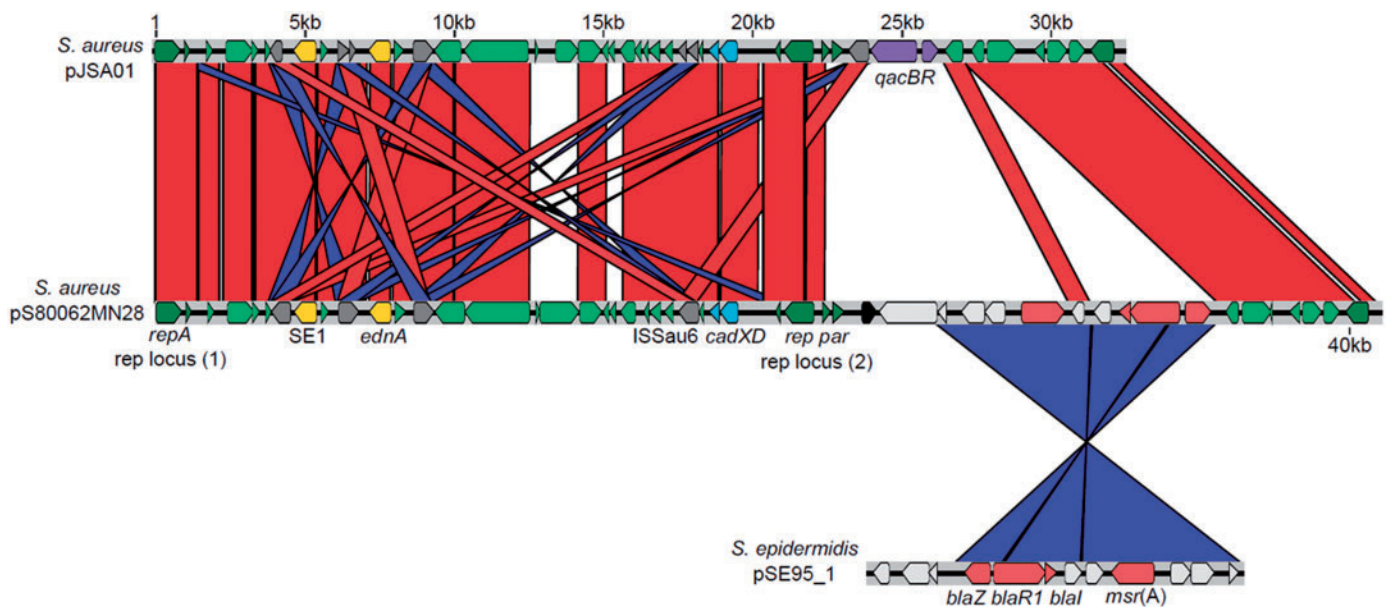 1 5kb 10kb 15kb 20kb 25kb 30kb
S. aureus
pJSA01
qacBR
S. aureus
pS80062MN28
repA SE1 ednA ISSau6 cadXD rep par
rep locus (1) rep locus (2) 40kb
S. epidermidis
pSE95_1
blaZ blaR1 blaI msr(A)